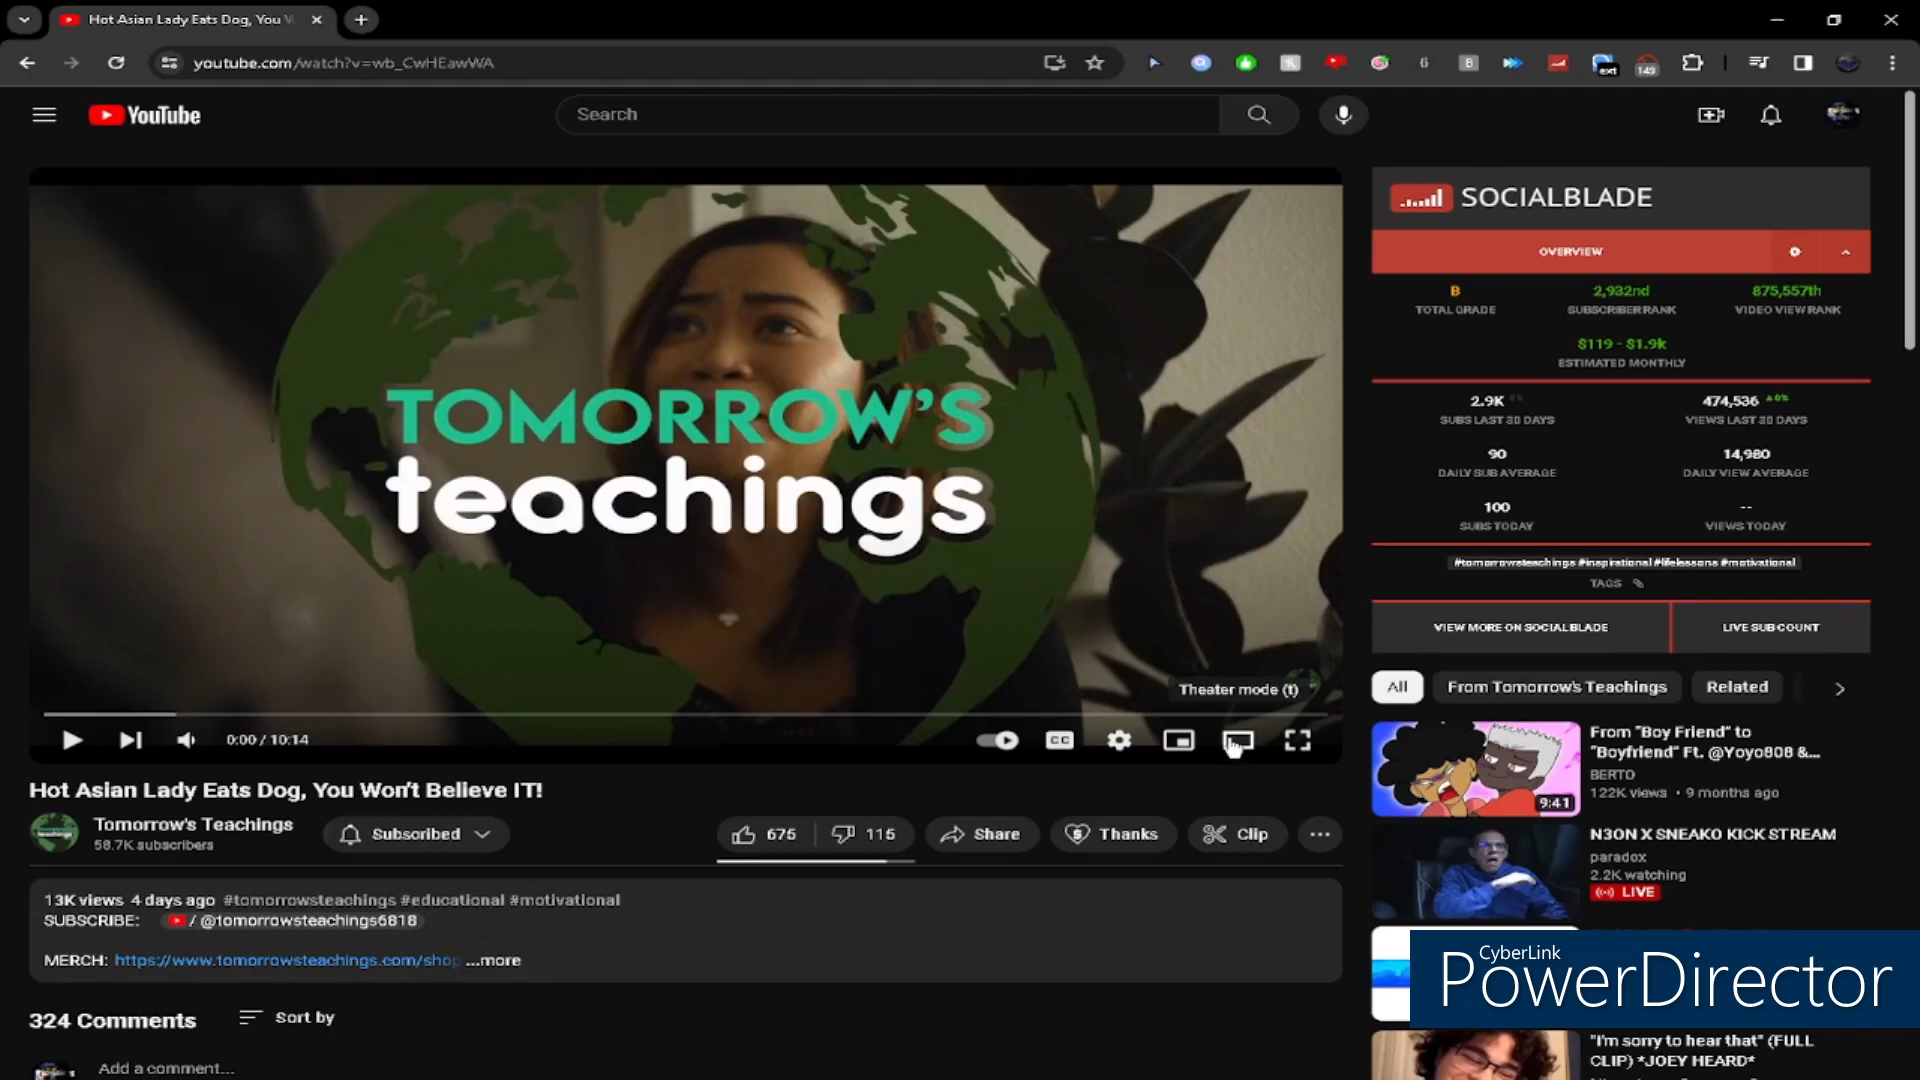 Hot Asian Lady Eats Dog, You W
youtube.com/watch?v=wb_CwHEawWA
ext
149
YouTube
Search
TOMORROW'S
teachings
Theater mode (t)
0:00 / 10:14
CC
Hot Asian Lady Eats Dog, You Won't Believe IT!
Tomorrow's Teachings
58.7K subscribers
Subscribed
675
115
Share
Thanks
Clip
13K views 4 days ago #tomorrowsteachings #educational #motivational
SUBSCRIBE: / @tomorrowsteachings6818
MERCH: https://www.tomorrowsteachings.com/shop ...more
324 Comments
Sort by
Add a comment...
SOCIALBLADE
OVERVIEW
B
TOTAL GRADE
2,932nd
SUBSCRIBER RANK
875,557th
VIDEO VIEW RANK
$119 - $1.9k
ESTIMATED MONTHLY
2.9K 0%
SUBS LAST 30 DAYS
474,536 0%
VIEWS LAST 30 DAYS
90
DAILY SUB AVERAGE
14,980
DAILY VIEW AVERAGE
100
SUBS TODAY
--
VIEWS TODAY
#tomorrowsteachings #inspirational #lifelessons #motivational
TAGS
VIEW MORE ON SOCIALBLADE
LIVE SUB COUNT
All
From Tomorrow's Teachings
Related
From "Boy Friend" to
"Boyfriend" Ft. @Yoyo808 &...
BERTO
122K views • 9 months ago
9:41
N3ON X SNEAKO KICK STREAM
paradox
2.2K watching
LIVE
CyberLink
PowerDirector
"I'm sorry to hear that" (FULL
CLIP) *JOEY HEARD*